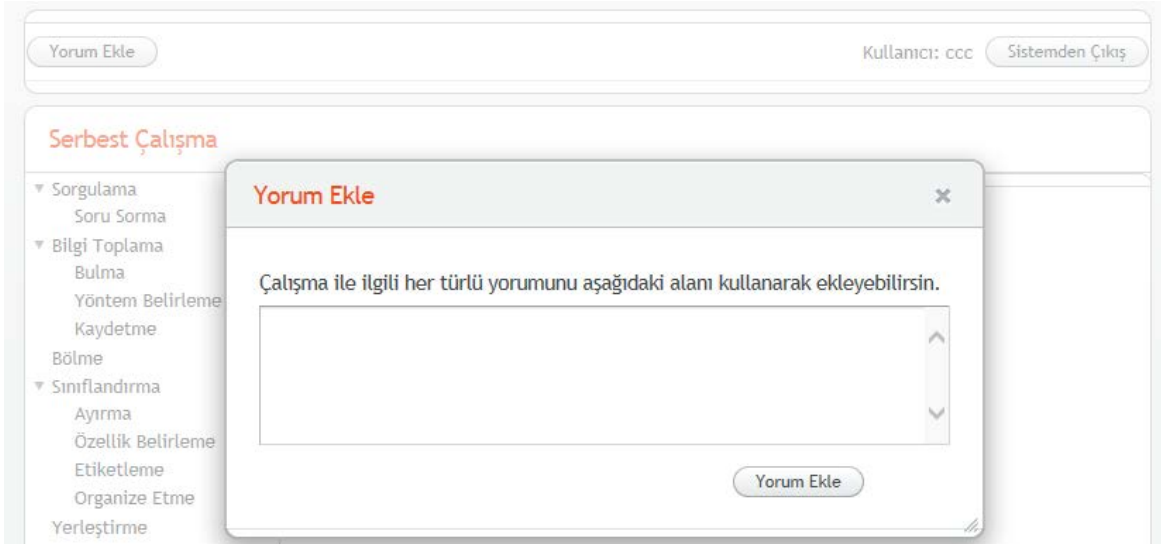 Yorum Ekle
Kullanıcı: ccc
Sistemden Çıkış
Serbest Çalışma
Sorgulama
Soru Sorma
Bilgi Toplama
Bulma
Yöntem Belirleme
Kaydetme
Bölme
Sınıflandırma
Ayırma
Özellik Belirleme
Etiketleme
Organize Etme
Yerleştirme
Yorum Ekle
Çalışma ile ilgili her türlü yorumunu aşağıdaki alanı kullanarak ekleyebilirsin.
Yorum Ekle